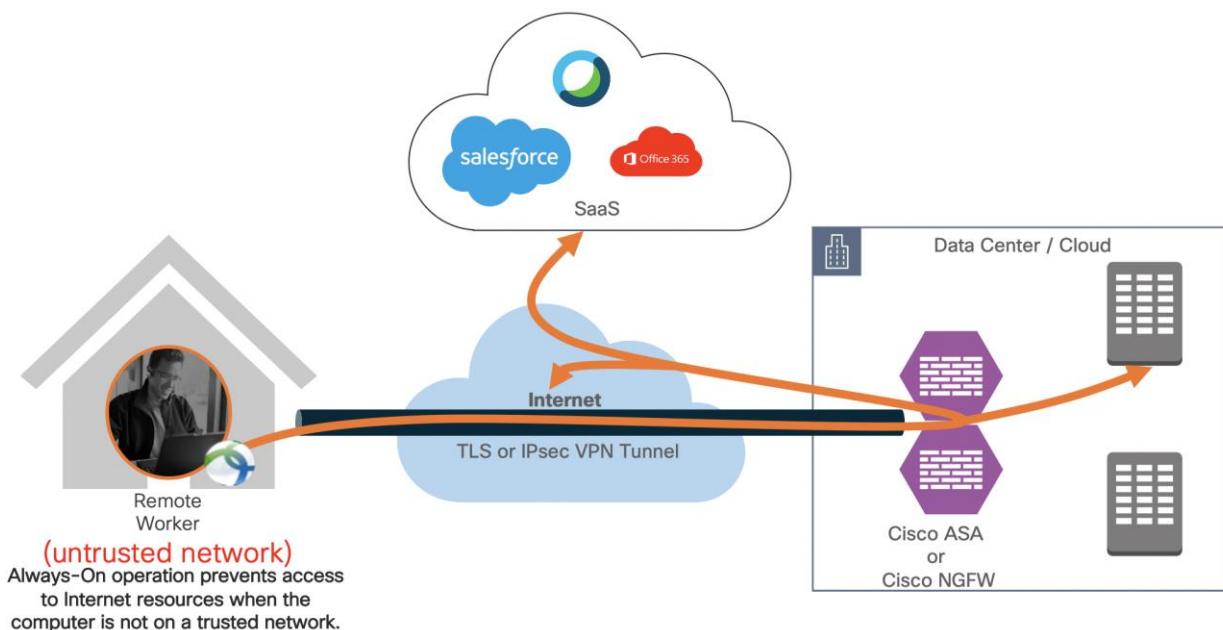 salesforce
Office 365
SaaS
Data Center / Cloud
Internet
TLS or IPsec VPN Tunnel
Remote
Worker
(untrusted network)
Always-On operation prevents access
to Internet resources when the
computer is not on a trusted network.
Cisco ASA
or
Cisco NGFW